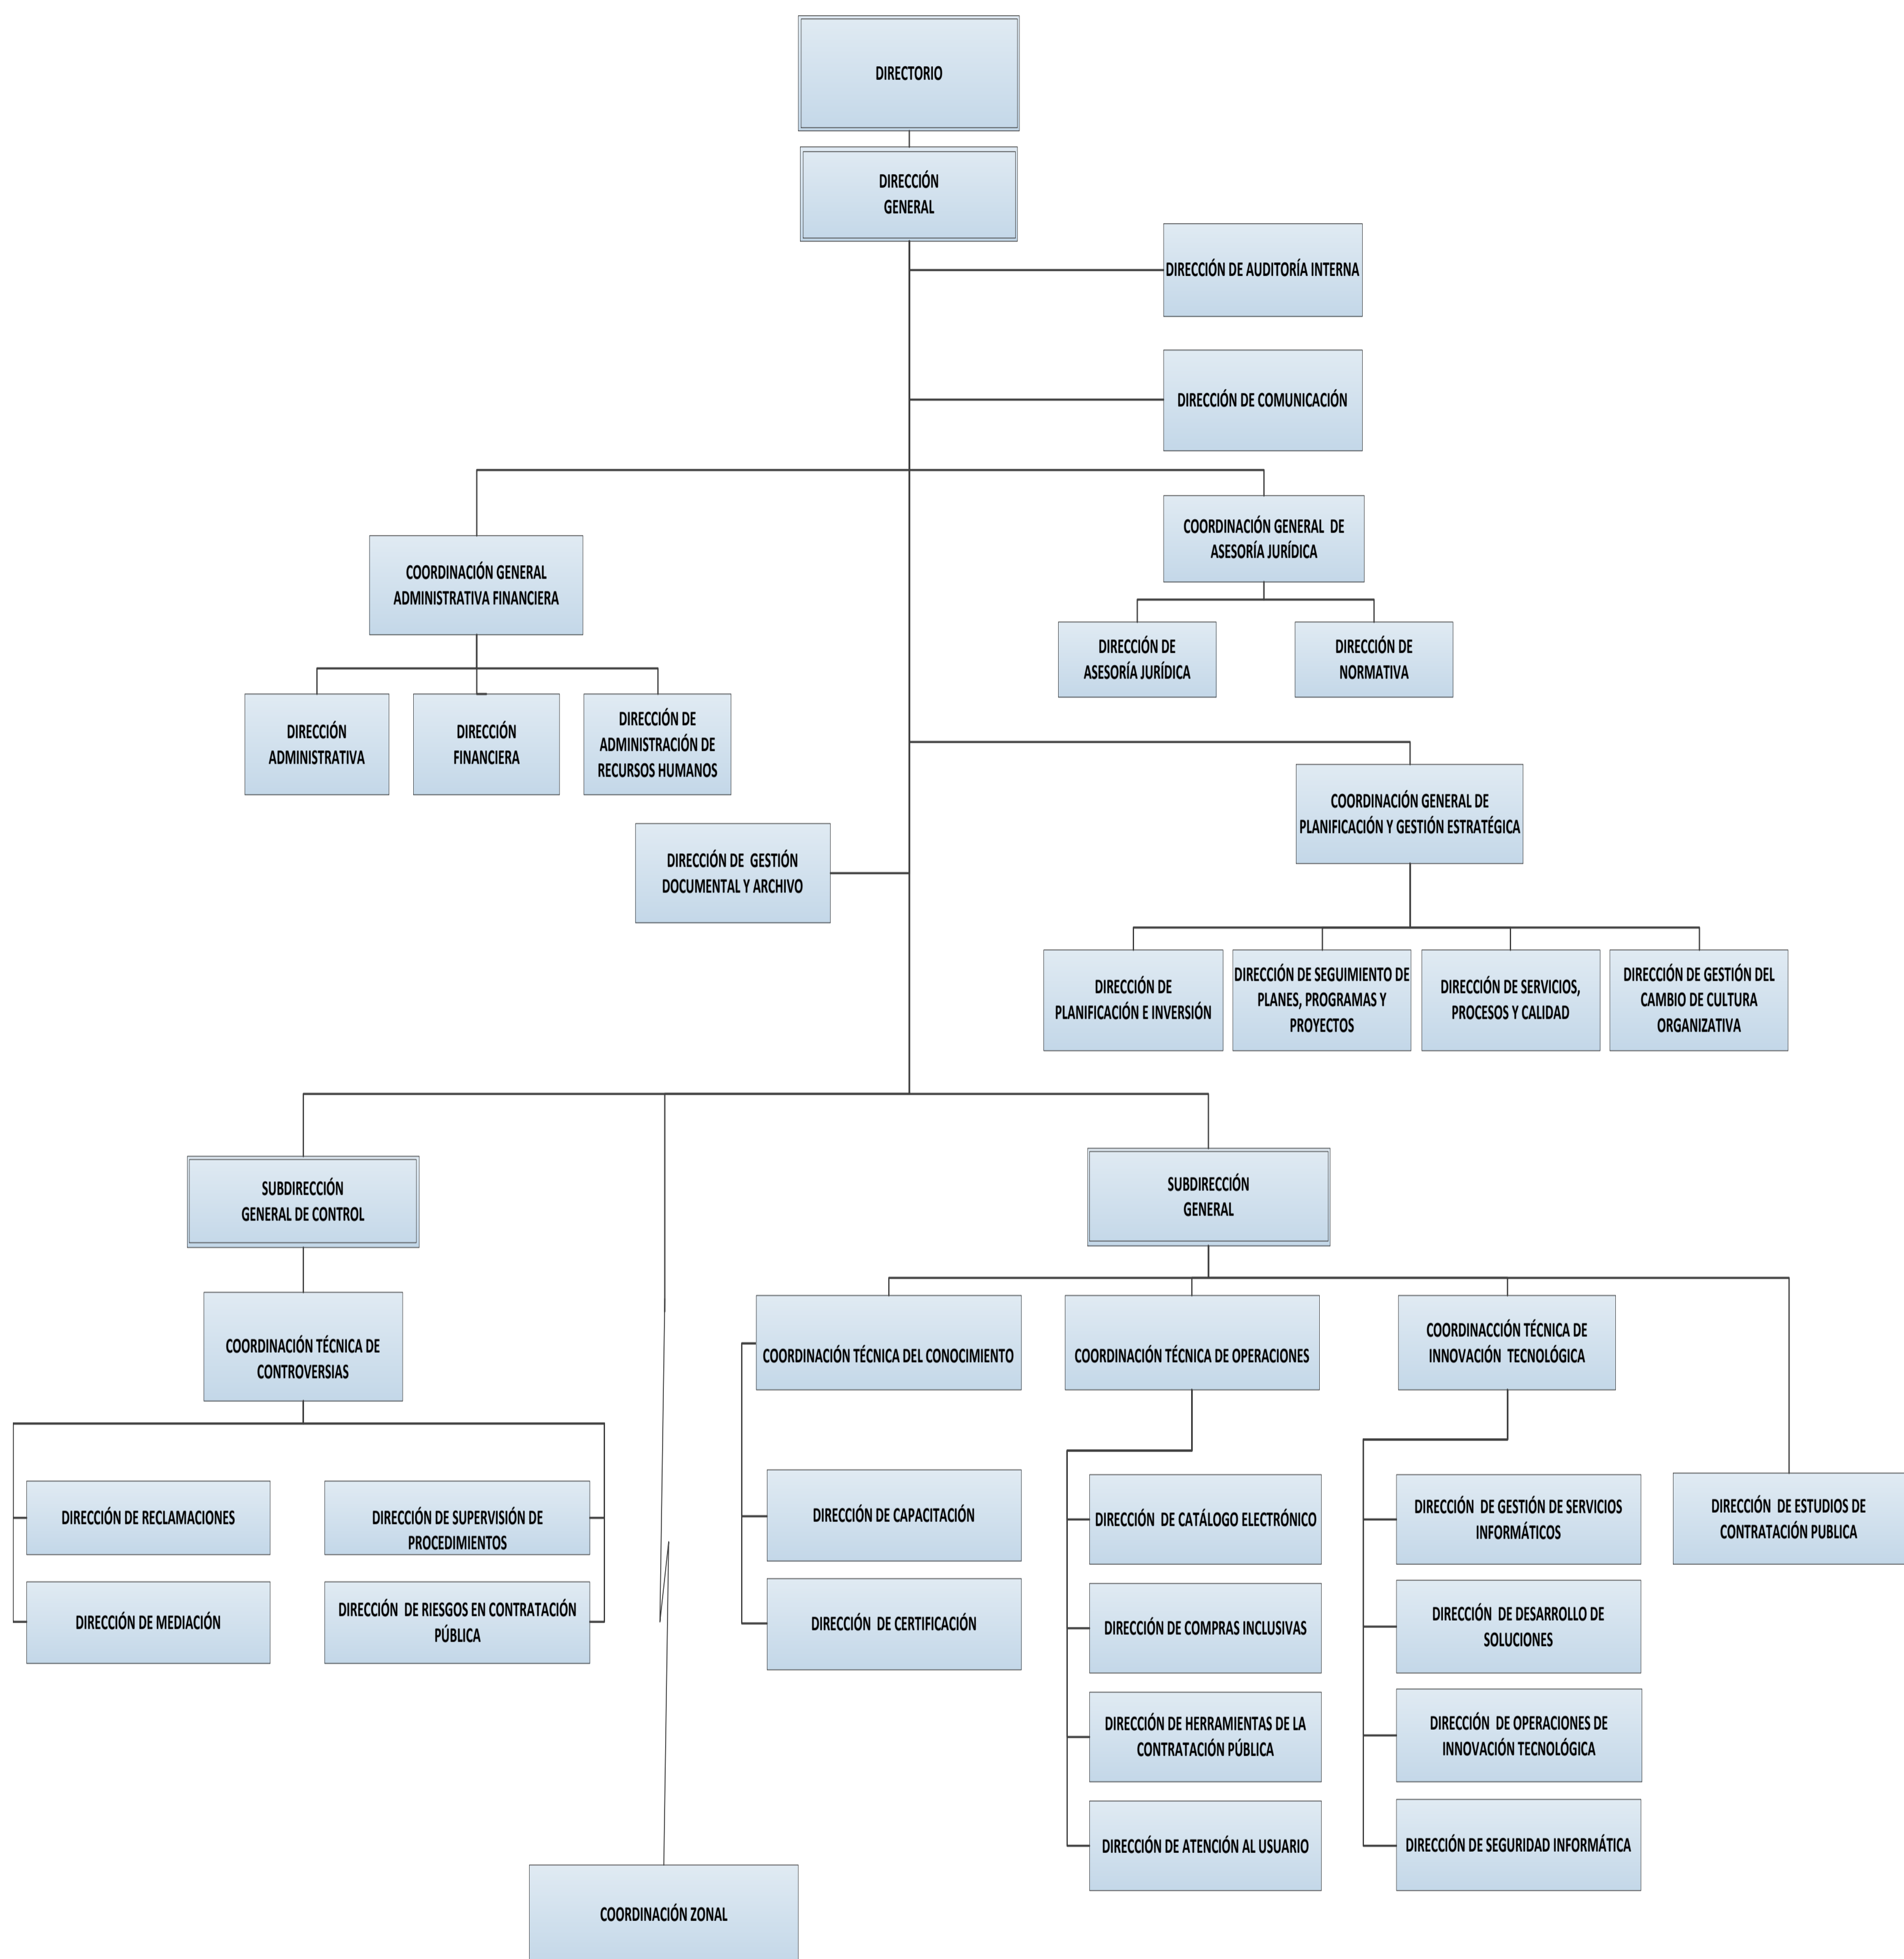 DIRECTORIO
DIRECCIÓN
GENERAL
DIRECCIÓN DE AUDITORÍA INTERNA
DIRECCIÓN DE COMUNICACIÓN
COORDINACIÓN GENERAL DE
ASESORÍA JURÍDICA
COORDINACIÓN GENERAL
ADMINISTRATIVA FINANCIERA
DIRECCIÓN DE
ASESORÍA JURÍDICA
DIRECCIÓN DE
NORMATIVA
DIRECCIÓN
ADMINISTRATIVA
DIRECCIÓN
FINANCIERA
DIRECCIÓN DE
ADMINISTRACIÓN DE
RECURSOS HUMANOS
COORDINACIÓN GENERAL DE
PLANIFICACIÓN Y GESTIÓN ESTRATÉGICA
DIRECCIÓN DE GESTIÓN
DOCUMENTAL Y ARCHIVO
DIRECCIÓN DE
PLANIFICACIÓN E INVERSIÓN
DIRECCIÓN DE SEGUIMIENTO DE
PLANES, PROGRAMAS Y
PROYECTOS
DIRECCIÓN DE SERVICIOS,
PROCESOS Y CALIDAD
DIRECCIÓN DE GESTIÓN DEL
CAMBIO DE CULTURA
ORGANIZATIVA
SUBDIRECCIÓN
GENERAL DE CONTROL
SUBDIRECCIÓN
GENERAL
COORDINACIÓN TÉCNICA DE
CONTROVERSIAS
COORDINACIÓN TÉCNICA DEL CONOCIMIENTO
COORDINACIÓN TÉCNICA DE OPERACIONES
COORDINACCIÓN TÉCNICA DE
INNOVACIÓN TECNOLÓGICA
DIRECCIÓN DE RECLAMACIONES
DIRECCIÓN DE SUPERVISIÓN DE
PROCEDIMIENTOS
DIRECCIÓN DE MEDIACIÓN
DIRECCIÓN DE RIESGOS EN CONTRATACIÓN
PÚBLICA
DIRECCIÓN DE CAPACITACIÓN
DIRECCIÓN DE CERTIFICACIÓN
DIRECCIÓN DE CATÁLOGO ELECTRÓNICO
DIRECCIÓN DE COMPRAS INCLUSIVAS
DIRECCIÓN DE HERRAMIENTAS DE LA
CONTRATACIÓN PÚBLICA
DIRECCIÓN DE ATENCIÓN AL USUARIO
DIRECCIÓN DE GESTIÓN DE SERVICIOS
INFORMÁTICOS
DIRECCIÓN DE DESARROLLO DE
SOLUCIONES
DIRECCIÓN DE OPERACIONES DE
INNOVACIÓN TECNOLÓGICA
DIRECCIÓN DE SEGURIDAD INFORMÁTICA
DIRECCIÓN DE ESTUDIOS DE
CONTRATACIÓN PUBLICA
COORDINACIÓN ZONAL